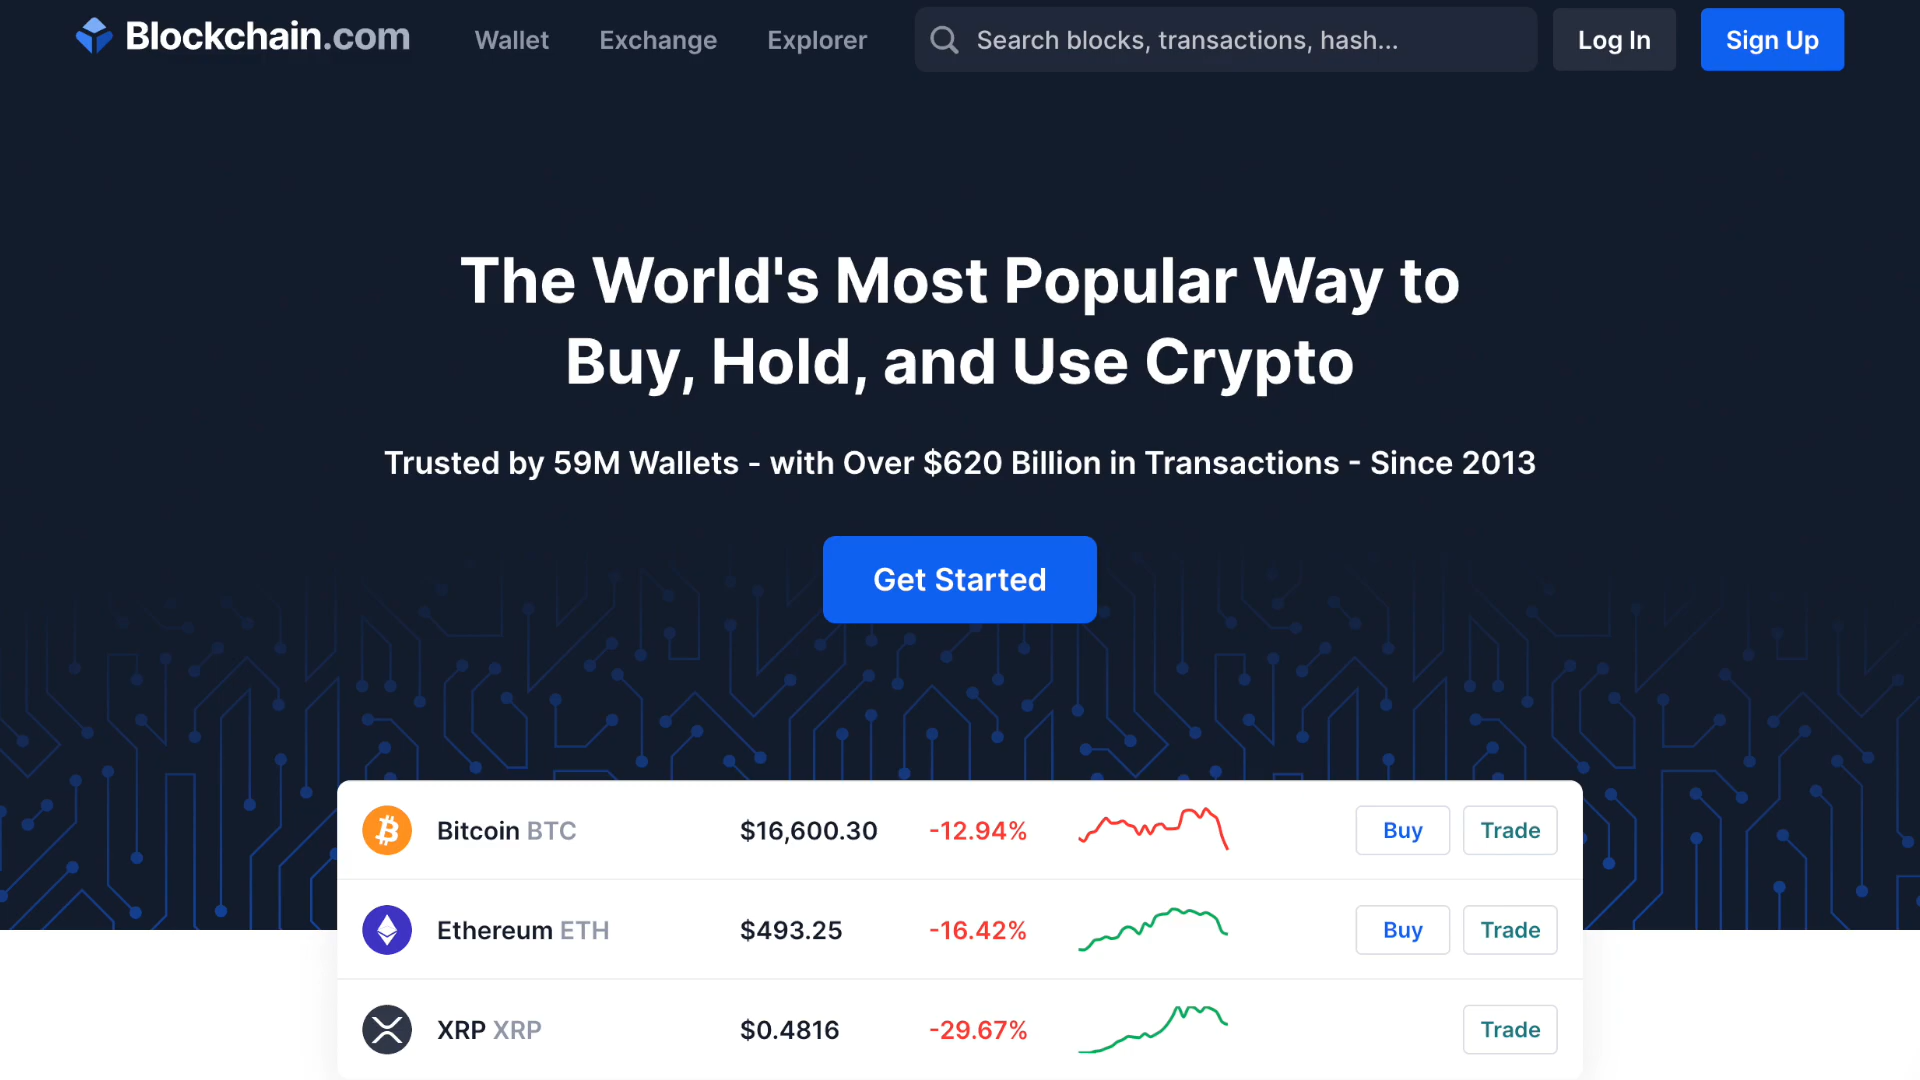 Blockchain.com Wallet Exchange Explorer Search blocks, transactions, hash... Log In Sign Up
The World's Most Popular Way to
Buy, Hold, and Use Crypto
Trusted by 59M Wallets - with Over $620 Billion in Transactions - Since 2013
Get Started
Bitcoin BTC $16,600.30 -12.94% Buy Trade
Ethereum ETH $493.25 -16.42% Buy Trade
XRP XRP $0.4816 -29.67% Trade